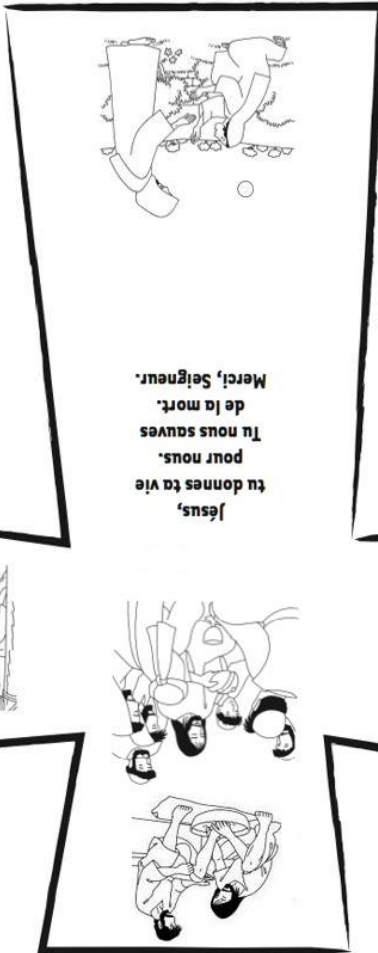 Jésus,
tu donnes ta vie
pour nous.
Tu nous sauves
de la mort.
Merci, Seigneur.